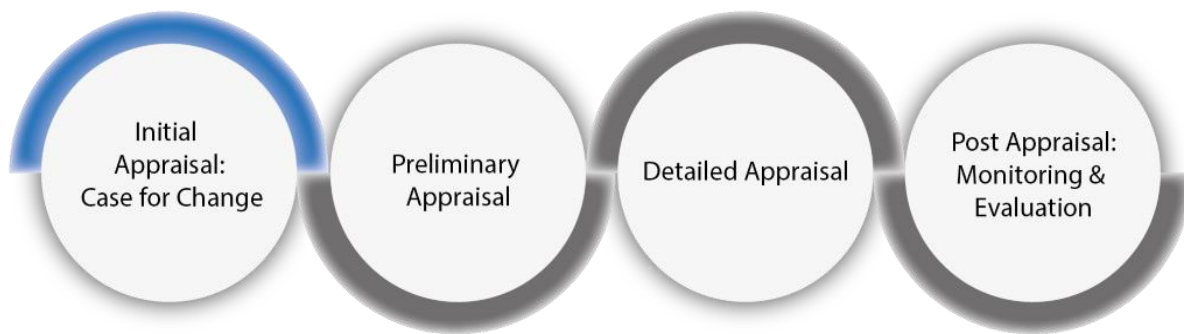 Initial
Appraisal:
Case for Change
Preliminary
Appraisal
Detailed Appraisal
Post Appraisal:
Monitoring &
Evaluation